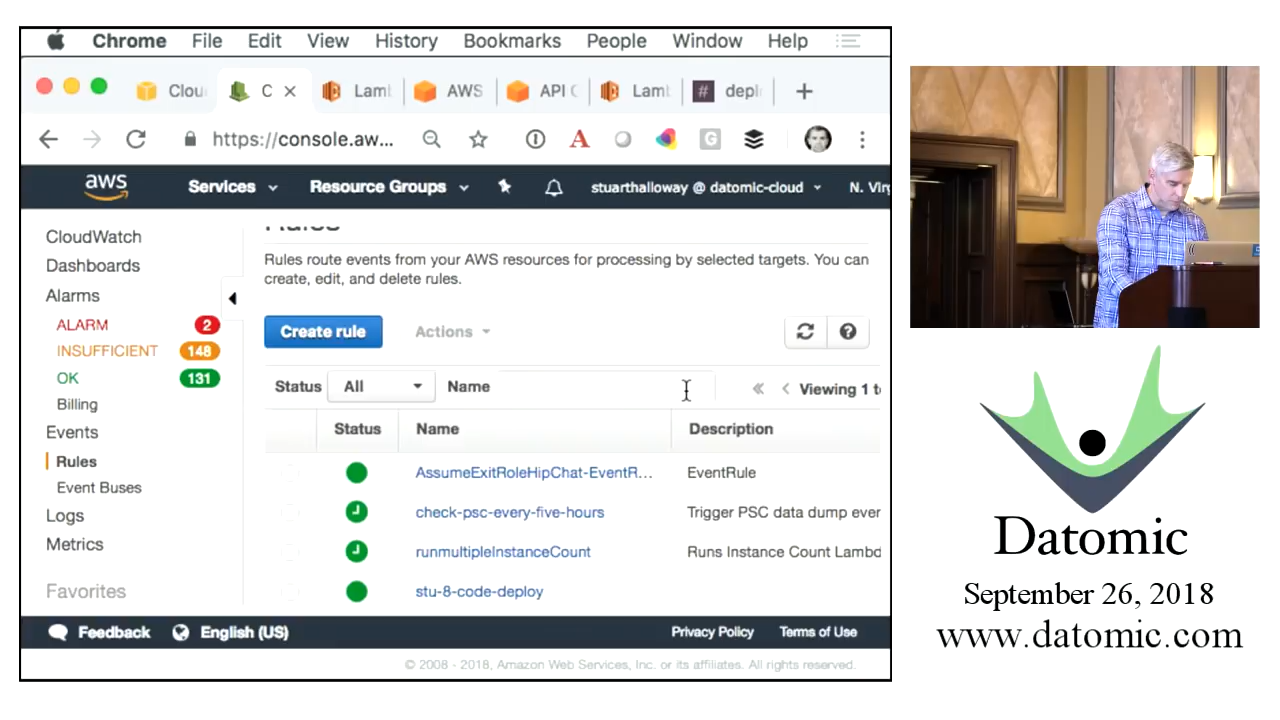 Chrome File Edit View History Bookmarks People Window Help
Clou C Lam AWS API Lam # depl
https://console.aw...
aws Services Resource Groups stuarthalloway @ datomic-cloud N. Vir
CloudWatch
Dashboards
Alarms
ALARM 2
INSUFFICIENT 148
OK 131
Billing
Events
Rules
Event Buses
Logs
Metrics
Favorites
Rules
Rules route events from your AWS resources for processing by selected targets. You can
create, edit, and delete rules.
Create rule Actions
Status All Name Viewing 1 t
Status Name Description
AssumeExitRoleHipChat-EventR... EventRule
check-psc-every-five-hours Trigger PSC data dump ever
runmultipleInstanceCount Runs Instance Count Lambd
stu-8-code-deploy
Feedback English (US) Privacy Policy Terms of Use
© 2008 - 2018, Amazon Web Services, Inc. or its affiliates. All rights reserved.
Datomic
September 26, 2018
www.datomic.com